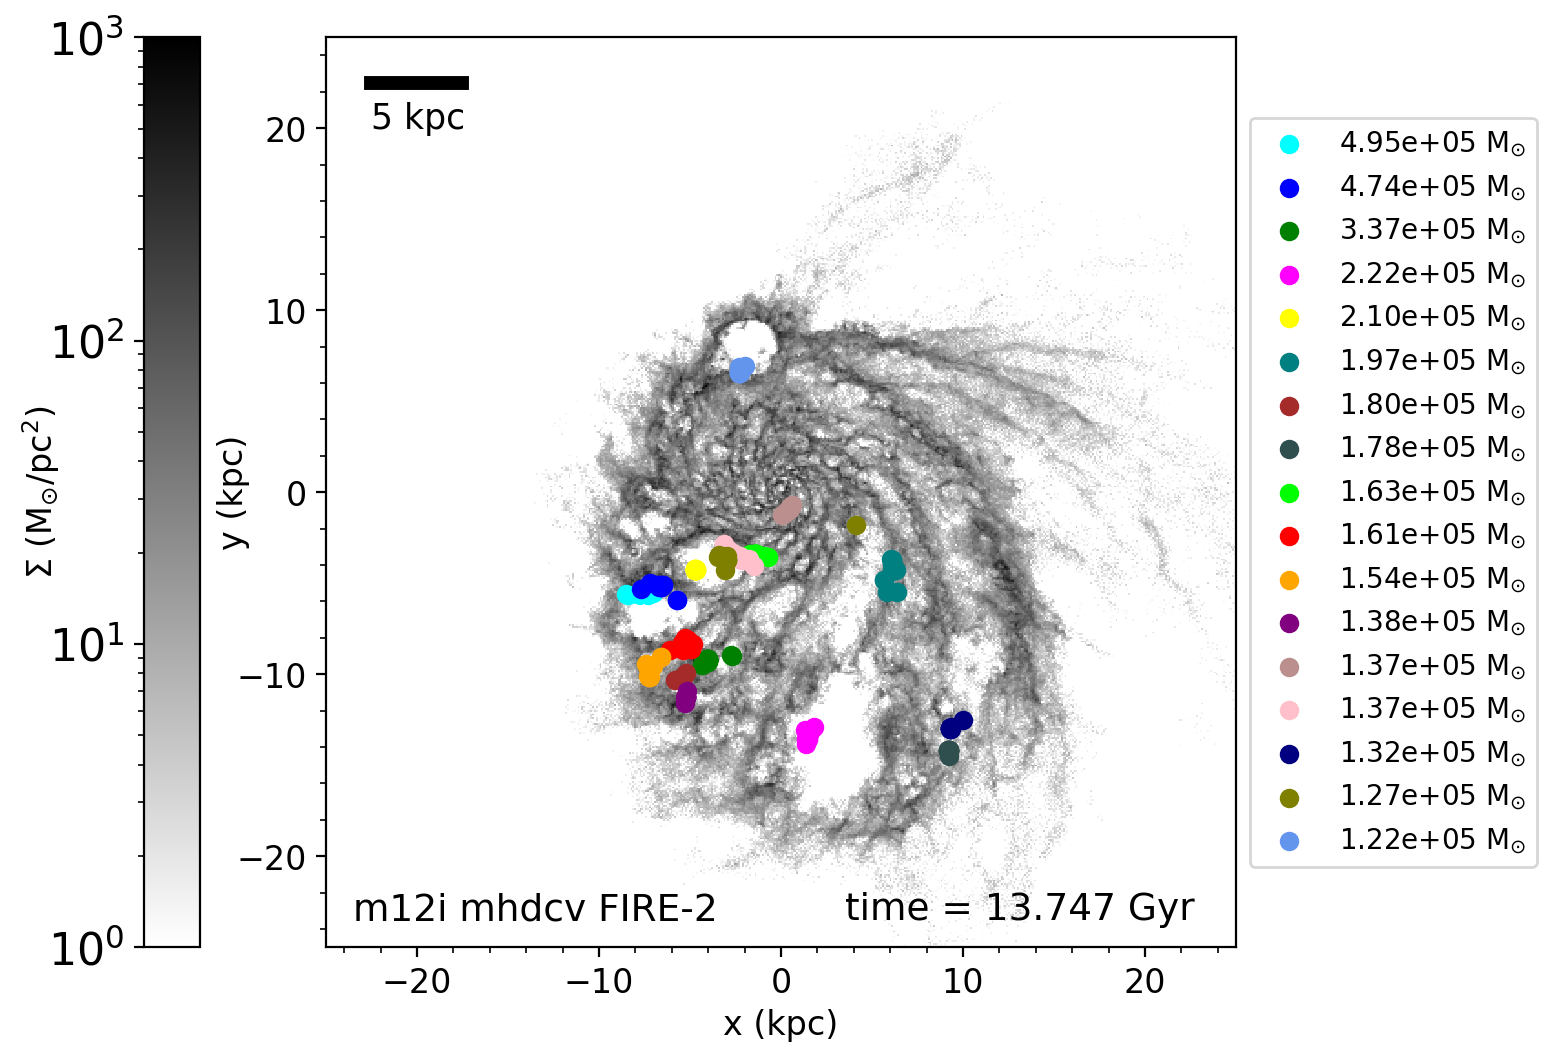 10³
10²
10¹
10⁰
Σ (M⊙/pc²)
y (kpc)
20
10
0
−10
−20
5 kpc
m12i mhdcv FIRE-2
time = 13.747 Gyr
−20
−10
0
10
20
x (kpc)
4.95e+05 M⊙
4.74e+05 M⊙
3.37e+05 M⊙
2.22e+05 M⊙
2.10e+05 M⊙
1.97e+05 M⊙
1.80e+05 M⊙
1.78e+05 M⊙
1.63e+05 M⊙
1.61e+05 M⊙
1.54e+05 M⊙
1.38e+05 M⊙
1.37e+05 M⊙
1.37e+05 M⊙
1.32e+05 M⊙
1.27e+05 M⊙
1.22e+05 M⊙